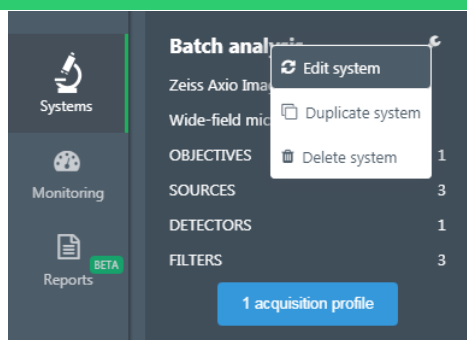 Systems
Monitoring
BETA
Reports
Batch
Edit system
Zeiss Axio
Duplicate system
Wide-field
Delete system
OBJECTIVES 1
SOURCES 3
DETECTORS 1
FILTERS 3
1 acquisition profile